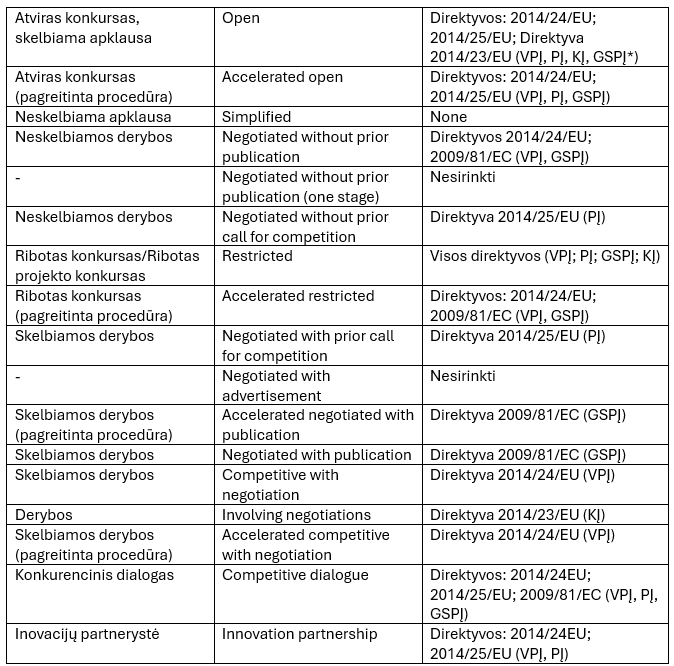 Atviras konkursas,
skelbiama apklausa
Open
Direktyvos: 2014/24/EU;
2014/25/EU; Direktyva
2014/23/EU (VPĮ, PĮ, KĮ, GSPĮ*)
Atviras konkursas
(pagreitinta procedūra)
Accelerated open
Direktyvos: 2014/24/EU;
2014/25/EU (VPĮ, PĮ, GSPĮ)
Neskelbiama apklausa
Simplified
None
Neskelbiamos derybos
Negotiated without prior
publication
Direktyvos 2014/24/EU;
2009/81/EC (VPĮ, GSPĮ)
-
Negotiated without prior
publication (one stage)
Nesirinkti
Neskelbiamos derybos
Negotiated without prior
call for competition
Direktyva 2014/25/EU (PĮ)
Ribotas konkursas/Ribotas
projekto konkursas
Restricted
Visos direktyvos (VPĮ; PĮ; GSPĮ; KĮ)
Ribotas konkursas
(pagreitinta procedūra)
Accelerated restricted
Direktyvos: 2014/24/EU;
2009/81/EC (VPĮ, GSPĮ)
Skelbiamos derybos
Negotiated with prior call
for competition
Direktyva 2014/25/EU (PĮ)
-
Negotiated with
advertisement
Nesirinkti
Skelbiamos derybos
(pagreitinta procedūra)
Accelerated negotiated with
publication
Direktyva 2009/81/EC (GSPĮ)
Skelbiamos derybos
Negotiated with publication
Direktyva 2009/81/EC (GSPĮ)
Skelbiamos derybos
Competitive with
negotiation
Direktyva 2014/24/EU (VPĮ)
Derybos
Involving negotiations
Direktyva 2014/23/EU (KĮ)
Skelbiamos derybos
(pagreitinta procedūra)
Accelerated competitive
with negotiation
Direktyva 2014/24/EU (VPĮ)
Konkurencinis dialogas
Competitive dialogue
Direktyvos: 2014/24EU;
2014/25/EU; 2009/81/EC (VPĮ, PĮ,
GSPĮ)
Inovacijų partnerystė
Innovation partnership
Direktyvos: 2014/24EU;
2014/25/EU (VPĮ, PĮ)